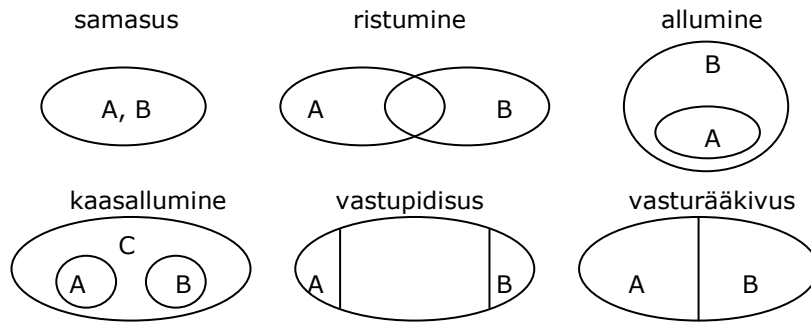 samasus
ristumine
allumine
A, B
A
B
B
A
kaasallumine
vastupidisus
vasturääkivus
C
A
B
A
B
A
B